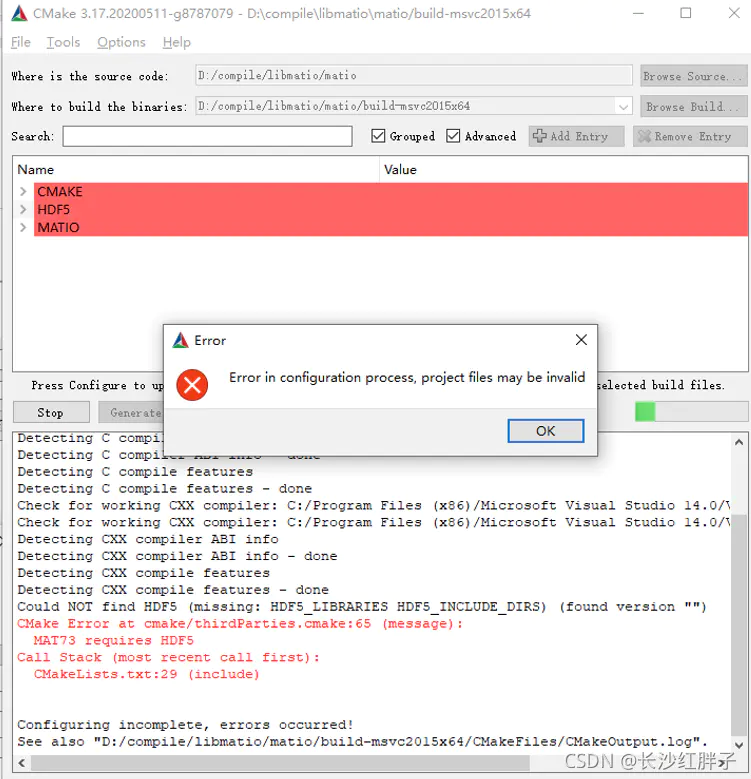 CMake 3.17.20200511-g8787079 - D:\compile\libmatio\matio/build-msvc2015x64
File Tools Options Help
Where is the source code: D:/compile/libmatio/matio Browse Source...
Where to build the binaries: D:/compile/libmatio/matio/build-msvc2015x64 Browse Build...
Search: Grouped Advanced Add Entry Remove Entry
Name Value
CMAKE
HDF5
MATIO
Error
Error in configuration process, project files may be invalid
OK
Press Configure to up selected build files.
Stop Generate
Detecting C compi
Detecting C compiler ABI info - done
Detecting C compile features
Detecting C compile features - done
Check for working CXX compiler: C:/Program Files (x86)/Microsoft Visual Studio 14.0/V
Check for working CXX compiler: C:/Program Files (x86)/Microsoft Visual Studio 14.0/V
Detecting CXX compiler ABI info
Detecting CXX compiler ABI info - done
Detecting CXX compile features
Detecting CXX compile features - done
Could NOT find HDF5 (missing: HDF5_LIBRARIES HDF5_INCLUDE_DIRS) (found version "")
CMake Error at cmake/thirdParties.cmake:65 (message):
MAT73 requires HDF5
Call Stack (most recent call first):
CMakeLists.txt:29 (include)
Configuring incomplete, errors occurred!
See also "D:/compile/libmatio/matio/build-msvc2015x64/CMakeFiles/CMakeOutput.log".
CSDN @长沙红胖子